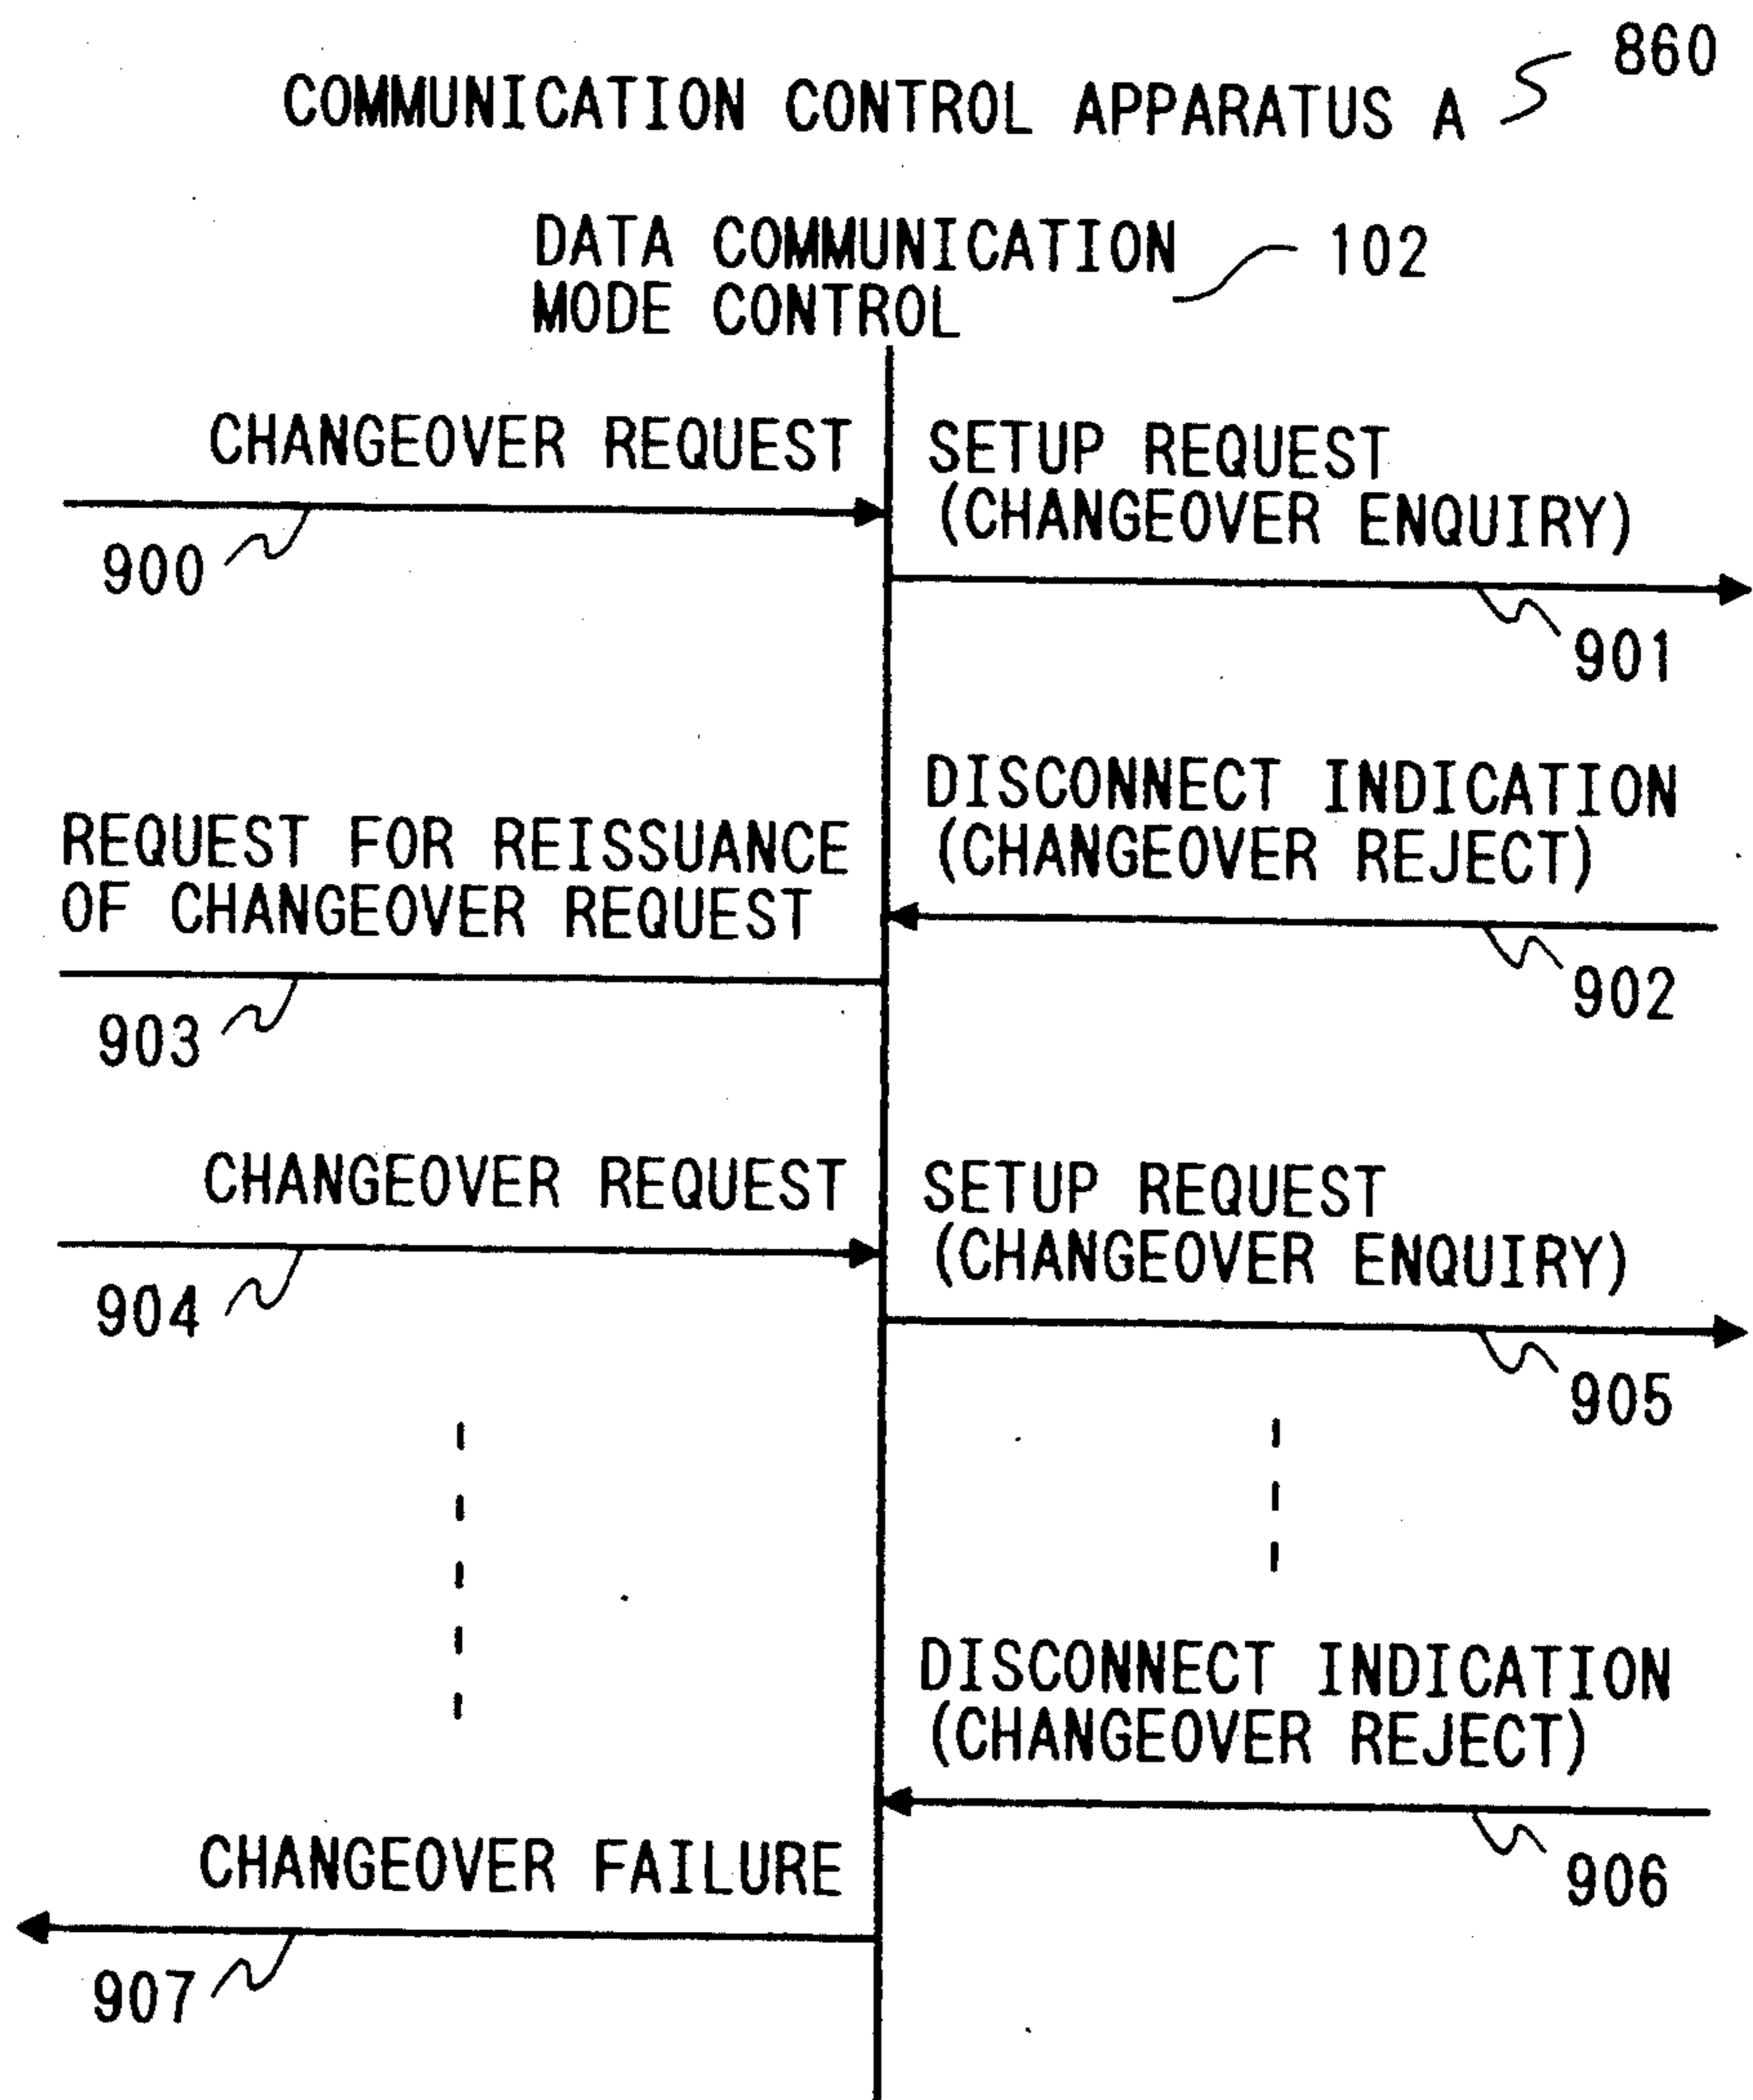 860
COMMUNICATION CONTROL APPARATUS A
DATA COMMUNICATION
MODE CONTROL
102
CHANGEOVER REQUEST
900
SETUP REQUEST
(CHANGEOVER ENQUIRY)
901
DISCONNECT INDICATION
(CHANGEOVER REJECT)
902
REQUEST FOR REISSUANCE
OF CHANGEOVER REQUEST
903
CHANGEOVER REQUEST
904
SETUP REQUEST
(CHANGEOVER ENQUIRY)
905
DISCONNECT INDICATION
(CHANGEOVER REJECT)
906
CHANGEOVER FAILURE
907